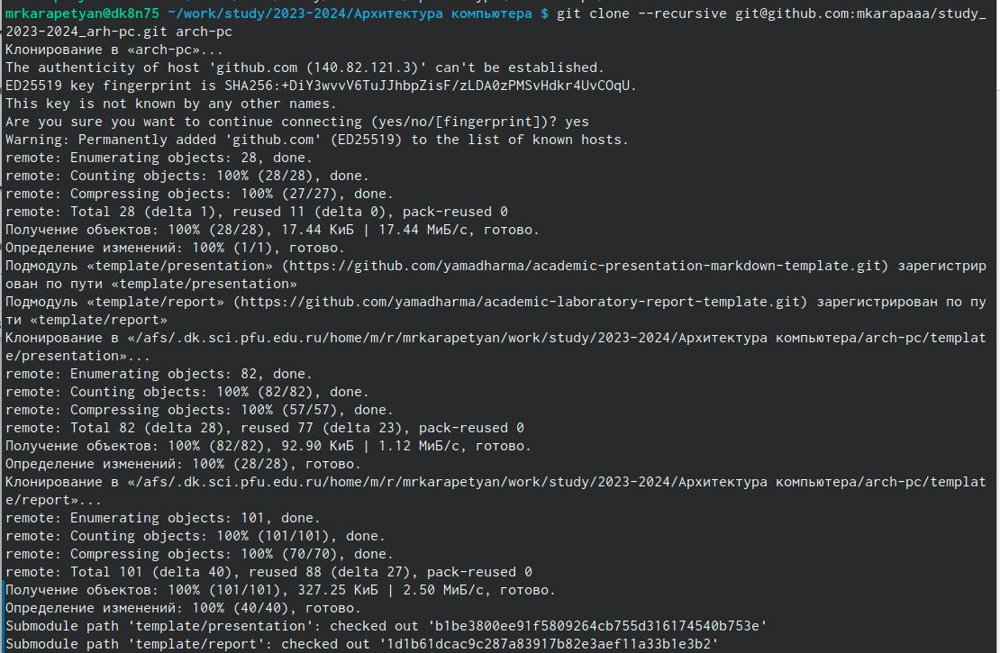 mrkarapetyan@dk8n75 ~/work/study/2023-2024/Архитектура компьютера $ git clone --recursive git@github.com:mkarapaaa/study_
2023-2024_arh-pc.git arch-pc
Клонирование в «arch-pc»...
The authenticity of host 'github.com (140.82.121.3)' can't be established.
ED25519 key fingerprint is SHA256:+DiY3wvvV6TuJJhbpZisF/zLDA0zPMSvHdkr4UvCOqU.
This key is not known by any other names.
Are you sure you want to continue connecting (yes/no/[fingerprint])? yes
Warning: Permanently added 'github.com' (ED25519) to the list of known hosts.
remote: Enumerating objects: 28, done.
remote: Counting objects: 100% (28/28), done.
remote: Compressing objects: 100% (27/27), done.
remote: Total 28 (delta 1), reused 11 (delta 0), pack-reused 0
Получение объектов: 100% (28/28), 17.44 КиБ | 17.44 МиБ/с, готово.
Определение изменений: 100% (1/1), готово.
Подмодуль «template/presentation» (https://github.com/yamadharma/academic-presentation-markdown-template.git) зарегистрир
ован по пути «template/presentation»
Подмодуль «template/report» (https://github.com/yamadharma/academic-laboratory-report-template.git) зарегистрирован по пу
ти «template/report»
Клонирование в «/afs/.dk.sci.pfu.edu.ru/home/m/r/mrkarapetyan/work/study/2023-2024/Архитектура компьютера/arch-pc/templat
e/presentation»...
remote: Enumerating objects: 82, done.
remote: Counting objects: 100% (82/82), done.
remote: Compressing objects: 100% (57/57), done.
remote: Total 82 (delta 28), reused 77 (delta 23), pack-reused 0
Получение объектов: 100% (82/82), 92.90 КиБ | 1.12 МиБ/с, готово.
Определение изменений: 100% (28/28), готово.
Клонирование в «/afs/.dk.sci.pfu.edu.ru/home/m/r/mrkarapetyan/work/study/2023-2024/Архитектура компьютера/arch-pc/templat
e/report»...
remote: Enumerating objects: 101, done.
remote: Counting objects: 100% (101/101), done.
remote: Compressing objects: 100% (70/70), done.
remote: Total 101 (delta 40), reused 88 (delta 27), pack-reused 0
Получение объектов: 100% (101/101), 327.25 КиБ | 2.50 МиБ/с, готово.
Определение изменений: 100% (40/40), готово.
Submodule path 'template/presentation': checked out 'b1be3800ee91f5809264cb755d316174540b753e'
Submodule path 'template/report': checked out '1d1b61dcac9c287a83917b82e3aef11a33b1e3b2'